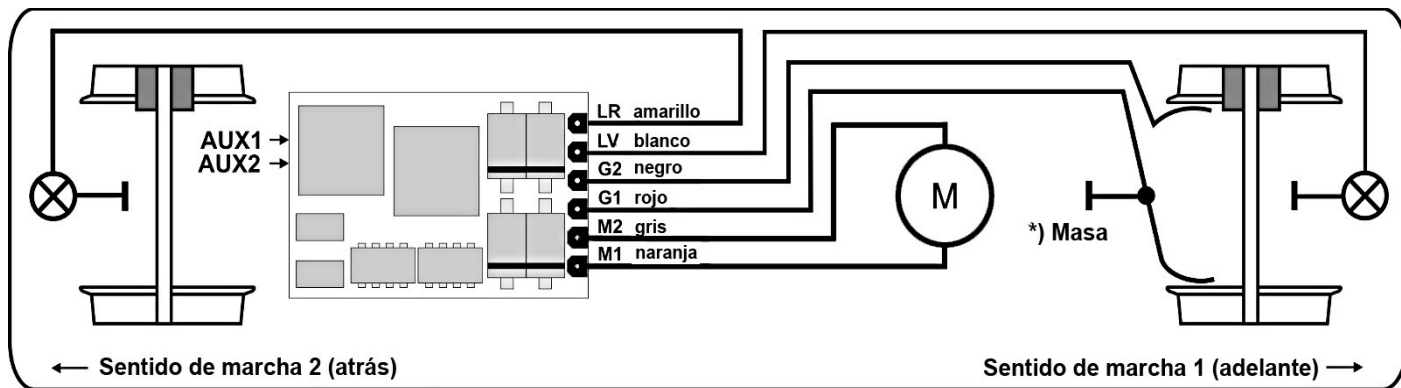 LR amarillo
LV blanco
G2 negro
G1 rojo
M2 gris
M1 naranja
AUX1
AUX2
M
*) Masa
← Sentido de marcha 2 (atrás)
Sentido de marcha 1 (adelante) →